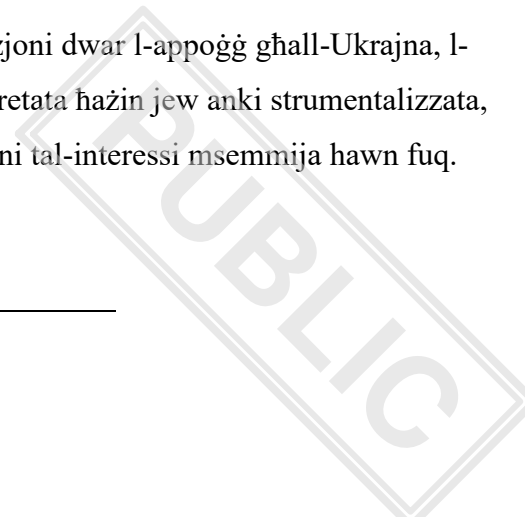 zjoni dwar l-appoġġ għall-Ukrajna, l-
retata ħażin jew anki strumentalizzata,
ni tal-interessi msemmija hawn fuq.
PUBLIC